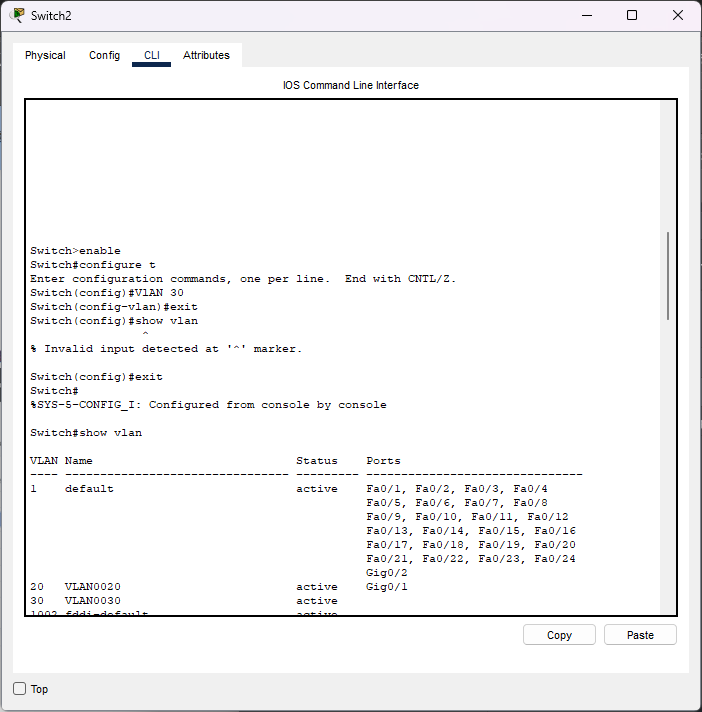 Switch2
Physical Config CLI Attributes
IOS Command Line Interface
Switch>enable
Switch#configure t
Enter configuration commands, one per line.  End with CNTL/Z.
Switch(config)#VlAN 30
Switch(config-vlan)#exit
Switch(config)#show vlan
^
% Invalid input detected at '^' marker.
Switch(config)#exit
Switch#
%SYS-5-CONFIG_I: Configured from console by console
Switch#show vlan
VLAN Name                             Status    Ports
---- -------------------------------- --------- -------------------------------
1    default                          active    Fa0/1, Fa0/2, Fa0/3, Fa0/4
Fa0/5, Fa0/6, Fa0/7, Fa0/8
Fa0/9, Fa0/10, Fa0/11, Fa0/12
Fa0/13, Fa0/14, Fa0/15, Fa0/16
Fa0/17, Fa0/18, Fa0/19, Fa0/20
Fa0/21, Fa0/22, Fa0/23, Fa0/24
Gig0/2
20   VLAN0020                         active    Gig0/1
30   VLAN0030                         active
1002 fddi-default                     active
Copy Paste
Top